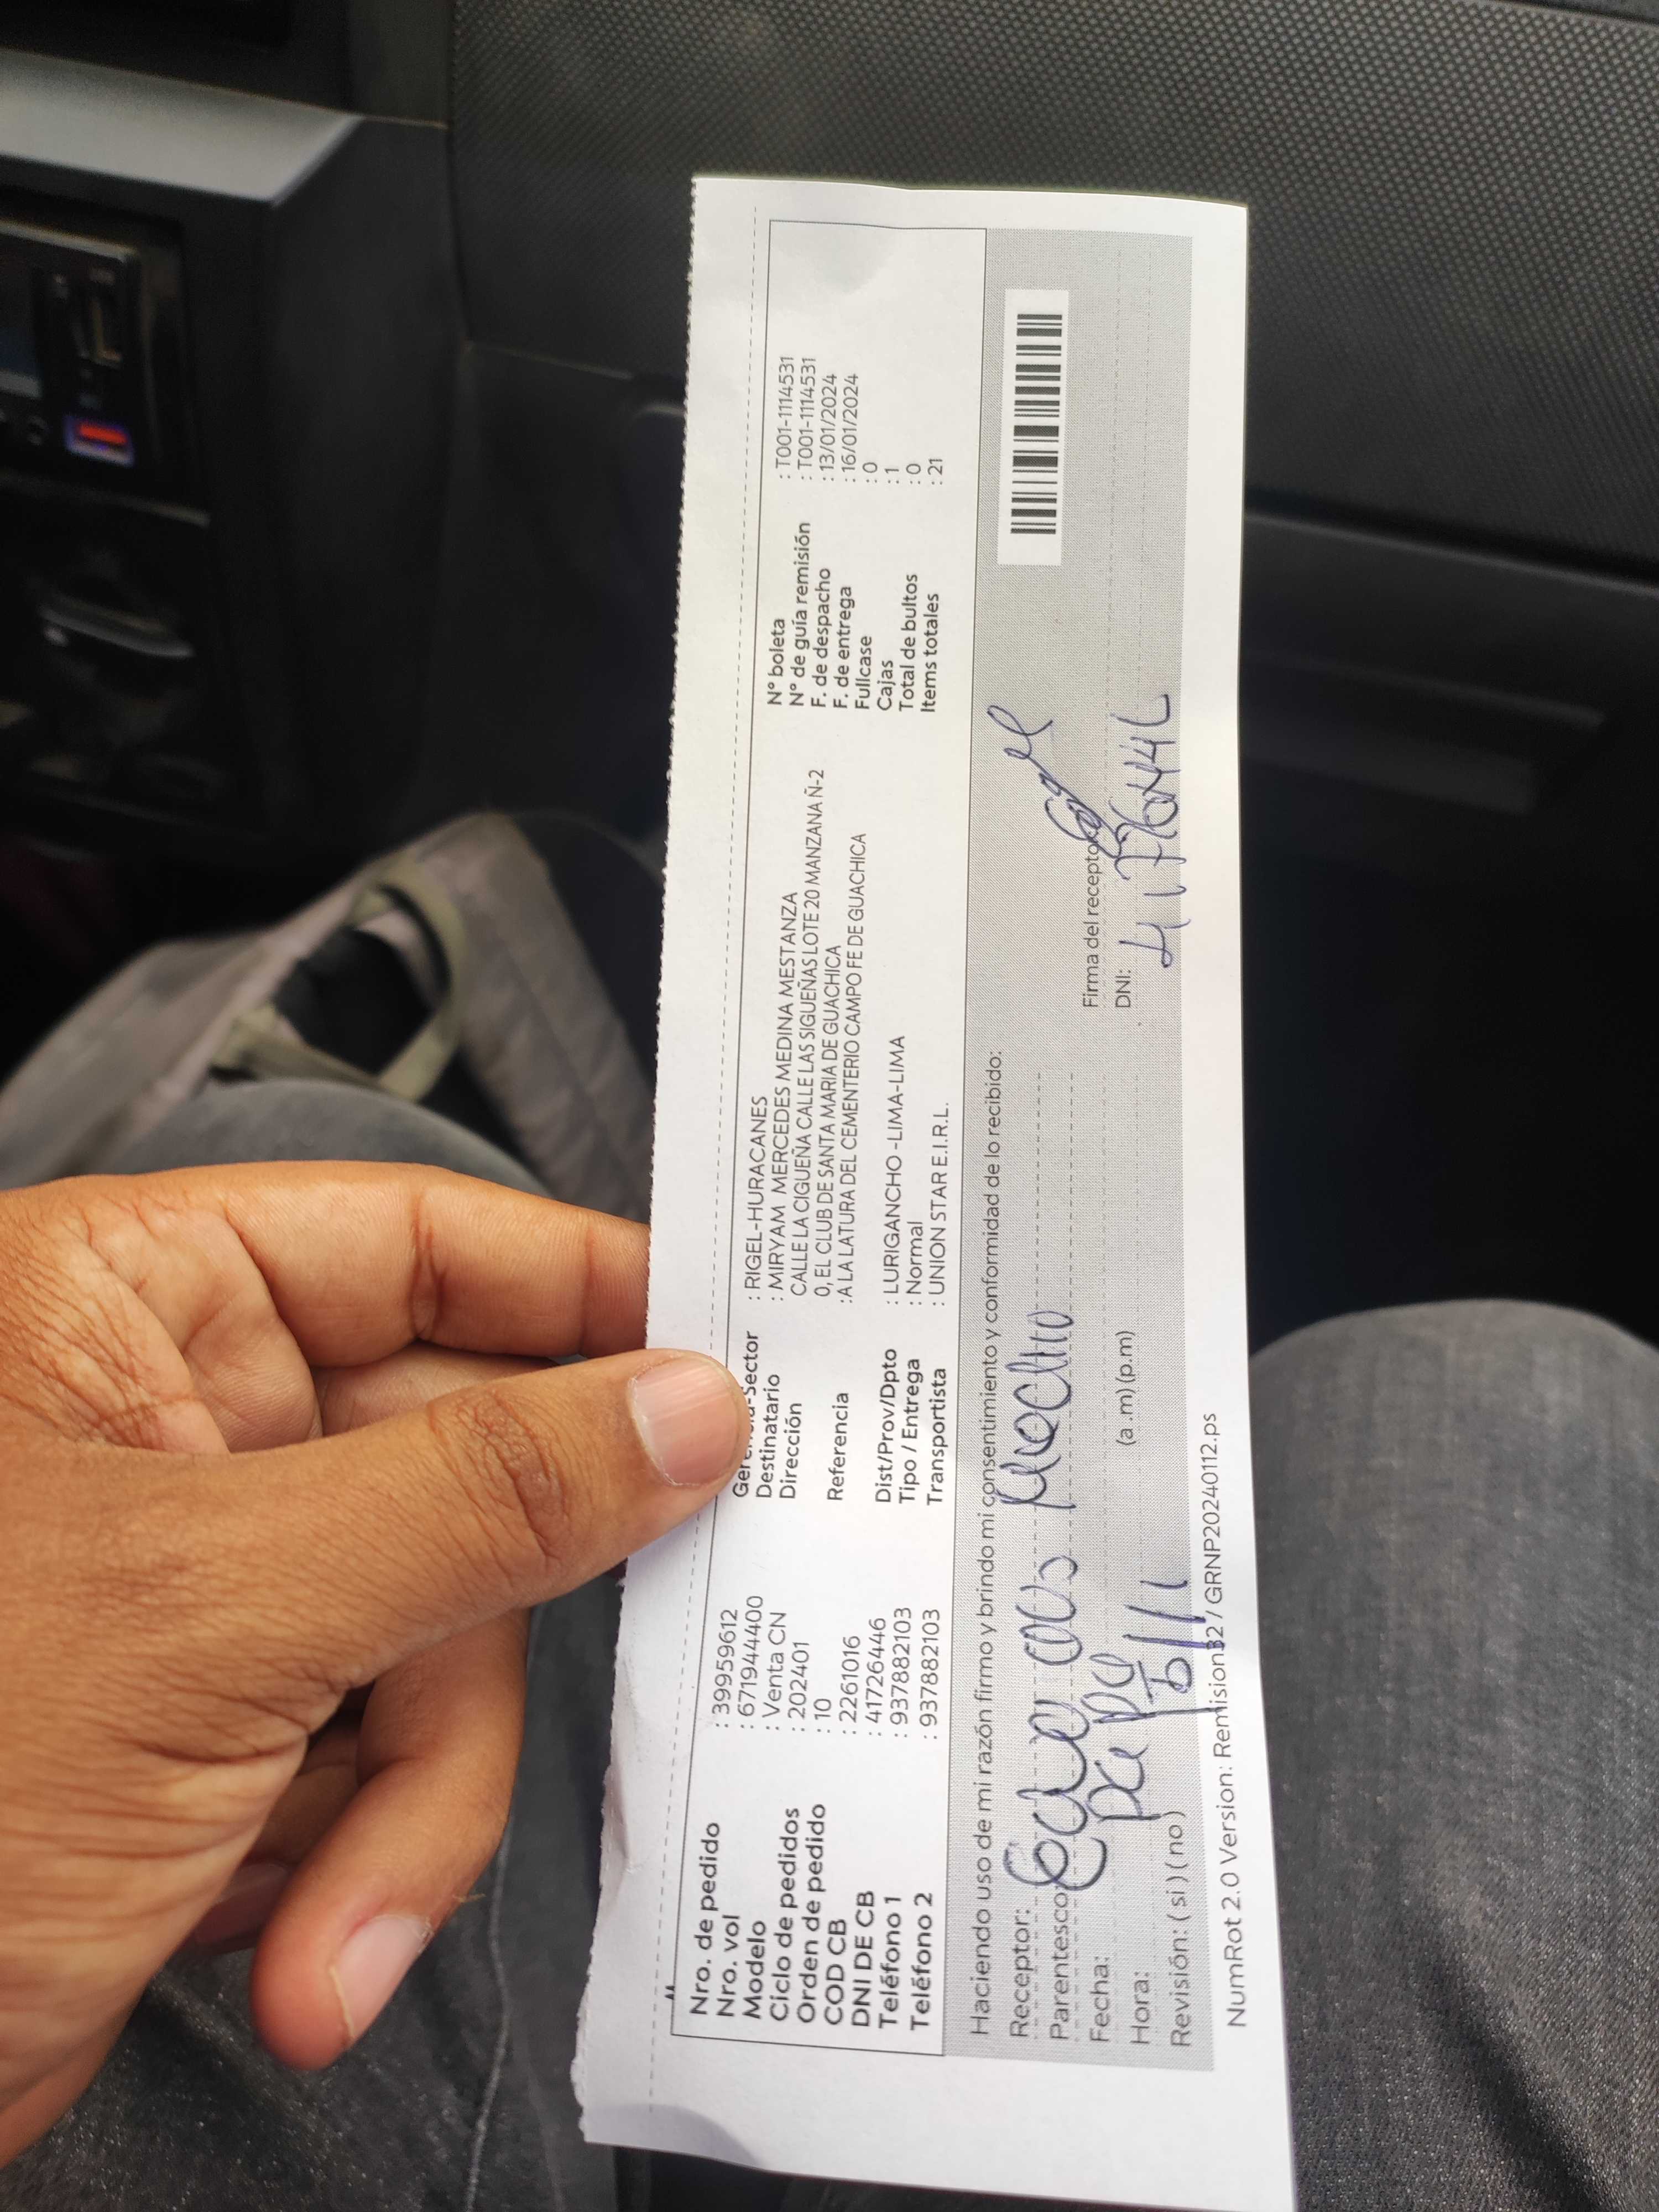 Nro. de pedido : 39959612
Nro. vol : 671944400
Modelo : Venta CN
Ciclo de pedidos : 202401
Orden de pedido : 10
COD CB : 2261016
DNI DE CB : 41726446
Teléfono 1 : 937882103
Teléfono 2 : 937882103
Sector : RIGEL-HURACANES
Destinatario : MIRYAM MERCEDES MEDINA MESTANZA
Dirección CALLE LA CIGUEÑA CALLE LAS SIGUEÑAS LOTE 20 MANZANA Ñ-2
0, EL CLUB DE SANTA MARIA DE GUACHICA
Referencia :A LA LATURA DEL CEMENTERIO CAMPO FE DE GUACHICA
Dist/Prov/Dpto : LURIGANCHO -LIMA-LIMA
Tipo / Entrega : Normal
Transportista : UNION STAR E.I.R.L.
N° boleta : T001-1114531
N° de guía remisión : T001-1114531
F. de despacho : 13/01/2024
F. de entrega : 16/01/2024
Fullcase : 0
Cajas : 1
Total de bultos : 0
Items totales : 21
Haciendo uso de mi razón firmo y brindo mi consentimiento y conformidad de lo recibido:
Receptor:
Parentesco
Fecha:
Hora: (a.m) (p.m)
Revisión: ( si ) ( no )
Firma del receptor
DNI:
NumRot 2.0 Version: Remision32 / GRNP20240112.ps